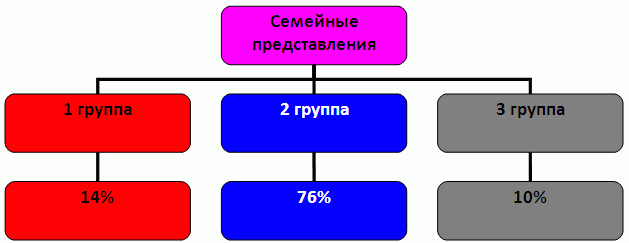 Семейные
представления
1 группа
2 группа
3 группа
14%
76%
10%